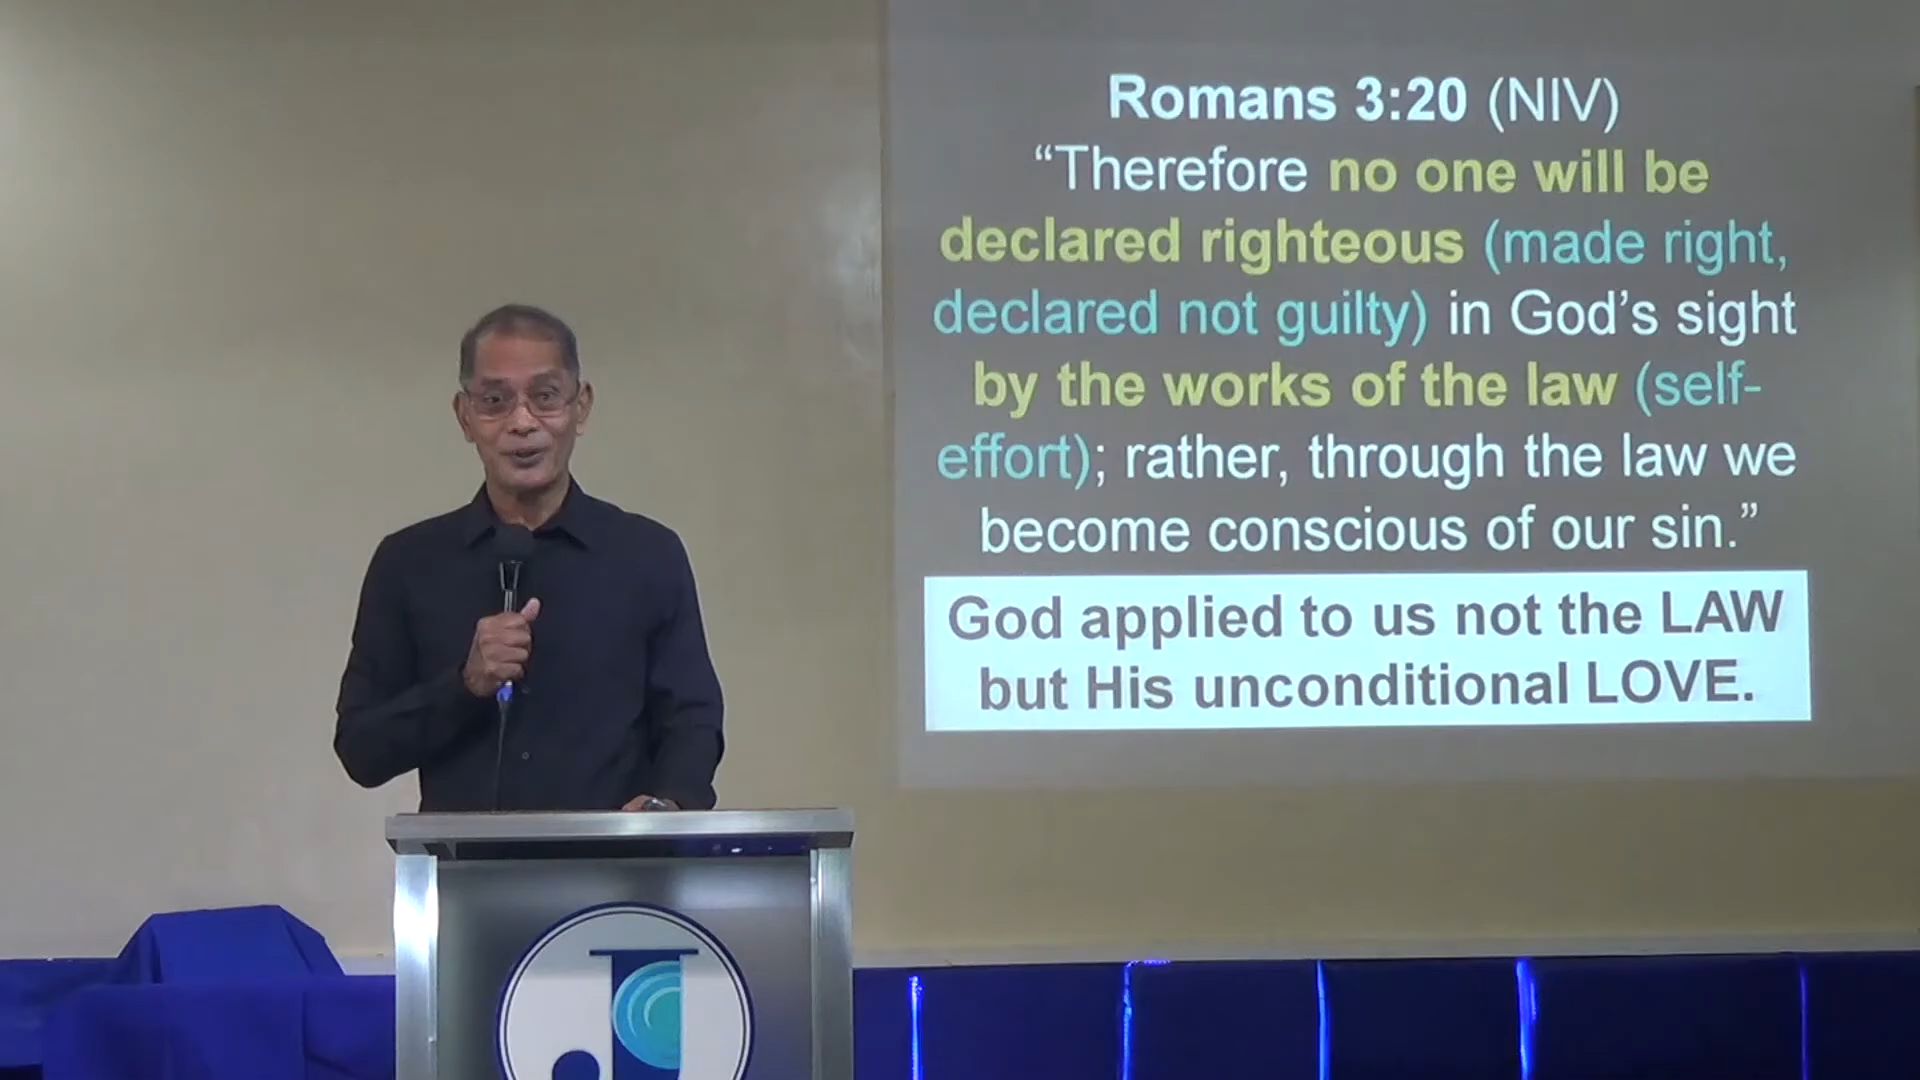 Romans 3:20 (NIV)
“Therefore no one will be
declared righteous (made right,
declared not guilty) in God’s sight
by the works of the law (self-
effort); rather, through the law we
become conscious of our sin.”
God applied to us not the LAW
but His unconditional LOVE.
J